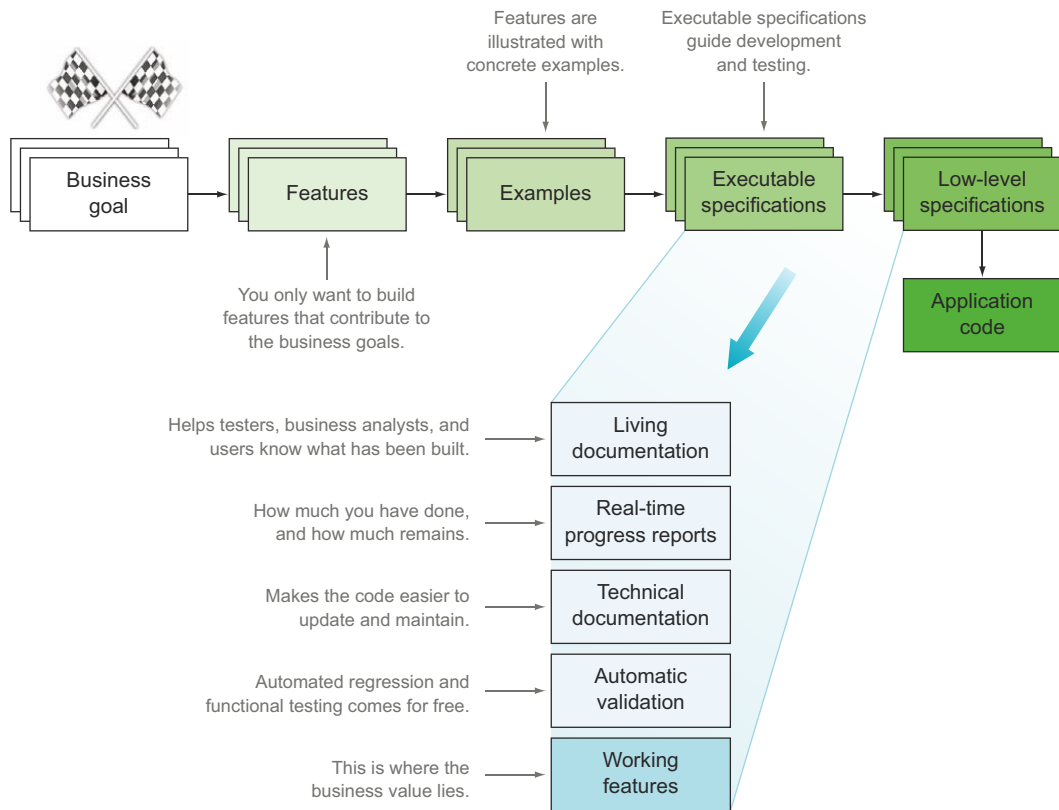 Features are
illustrated with
concrete examples.
Executable specifications
guide development
and testing.
Business
goal
Features
Examples
Executable
specifications
Low-level
specifications
You only want to build
features that contribute to
the business goals.
Application
code
Helps testers, business analysts, and
users know what has been built.
Living
documentation
How much you have done,
and how much remains.
Real-time
progress reports
Makes the code easier to
update and maintain.
Technical
documentation
Automated regression and
functional testing comes for free.
Automatic
validation
This is where the
business value lies.
Working
features